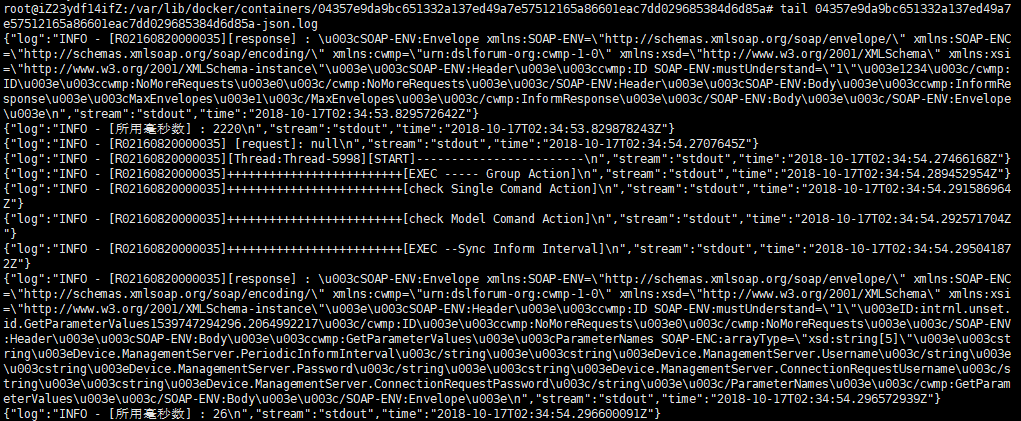 root@iZ23ydf14ifZ:/var/lib/docker/containers/04357e9da9bc651332a137ed49a7e57512165a86601eac7dd029685384d6d85a# tail 04357e9da9bc651332a137ed49a7
e57512165a86601eac7dd029685384d6d85a-json.log
{"log":"INFO - [R02160820000035][response] : \u003cSOAP-ENV:Envelope xmlns:SOAP-ENV=\"http://schemas.xmlsoap.org/soap/envelope/\" xmlns:SOAP-ENC
=\"http://schemas.xmlsoap.org/soap/encoding/\" xmlns:cwmp=\"urn:dslforum-org:cwmp-1-0\" xmlns:xsd=\"http://www.w3.org/2001/XMLSchema\" xmlns:xsi
=\"http://www.w3.org/2001/XMLSchema-instance\"\u003e\u003cSOAP-ENV:Header\u003e\u003ccwmp:ID SOAP-ENV:mustUnderstand=\"1\"\u003e1234\u003c/cwmp:
ID\u003e\u003ccwmp:NoMoreRequests\u003e0\u003c/cwmp:NoMoreRequests\u003e\u003c/SOAP-ENV:Header\u003e\u003cSOAP-ENV:Body\u003e\u003ccwmp:InformRe
sponse\u003e\u003cMaxEnvelopes\u003e1\u003c/MaxEnvelopes\u003e\u003c/cwmp:InformResponse\u003e\u003c/SOAP-ENV:Body\u003e\u003c/SOAP-ENV:Envelope
\u003e\n","stream":"stdout","time":"2018-10-17T02:34:53.829572642Z"}
{"log":"INFO - [所用毫秒数] : 2220\n","stream":"stdout","time":"2018-10-17T02:34:53.829878243Z"}
{"log":"INFO - [R02160820000035] [request]: null\n","stream":"stdout","time":"2018-10-17T02:34:54.2707645Z"}
{"log":"INFO - [R02160820000035][Thread:Thread-5998][START]------------------------\n","stream":"stdout","time":"2018-10-17T02:34:54.27466168Z"}
{"log":"INFO - [R02160820000035]+++++++++++++++++++++++++[EXEC ----- Group Action]\n","stream":"stdout","time":"2018-10-17T02:34:54.289452954Z"}
{"log":"INFO - [R02160820000035]+++++++++++++++++++++++++[check Single Comand Action]\n","stream":"stdout","time":"2018-10-17T02:34:54.291586964
Z"}
{"log":"INFO - [R02160820000035]+++++++++++++++++++++++++[check Model Comand Action]\n","stream":"stdout","time":"2018-10-17T02:34:54.292571704Z
"}
{"log":"INFO - [R02160820000035]+++++++++++++++++++++++++[EXEC --Sync Inform Interval]\n","stream":"stdout","time":"2018-10-17T02:34:54.29504187
2Z"}
{"log":"INFO - [R02160820000035][response] : \u003cSOAP-ENV:Envelope xmlns:SOAP-ENV=\"http://schemas.xmlsoap.org/soap/envelope/\" xmlns:SOAP-ENC
=\"http://schemas.xmlsoap.org/soap/encoding/\" xmlns:cwmp=\"urn:dslforum-org:cwmp-1-0\" xmlns:xsd=\"http://www.w3.org/2001/XMLSchema\" xmlns:xsi
=\"http://www.w3.org/2001/XMLSchema-instance\"\u003e\u003cSOAP-ENV:Header\u003e\u003ccwmp:ID SOAP-ENV:mustUnderstand=\"1\"\u003eID:intrnl.unset.
id.GetParameterValues1539747294296.2064992217\u003c/cwmp:ID\u003e\u003ccwmp:NoMoreRequests\u003e0\u003c/cwmp:NoMoreRequests\u003e\u003c/SOAP-ENV
:Header\u003e\u003cSOAP-ENV:Body\u003e\u003ccwmp:GetParameterValues\u003e\u003cParameterNames SOAP-ENC:arrayType=\"xsd:string[5]\"\u003e\u003cst
ring\u003eDevice.ManagementServer.PeriodicInformInterval\u003c/string\u003e\u003cstring\u003eDevice.ManagementServer.Username\u003c/string\u003e
\u003cstring\u003eDevice.ManagementServer.Password\u003c/string\u003e\u003cstring\u003eDevice.ManagementServer.ConnectionRequestUsername\u003c/s
tring\u003e\u003cstring\u003eDevice.ManagementServer.ConnectionRequestPassword\u003c/string\u003e\u003c/ParameterNames\u003e\u003c/cwmp:GetParam
eterValues\u003e\u003c/SOAP-ENV:Body\u003e\u003c/SOAP-ENV:Envelope\u003e\n","stream":"stdout","time":"2018-10-17T02:34:54.296572939Z"}
{"log":"INFO - [所用毫秒数] : 26\n","stream":"stdout","time":"2018-10-17T02:34:54.296600091Z"}